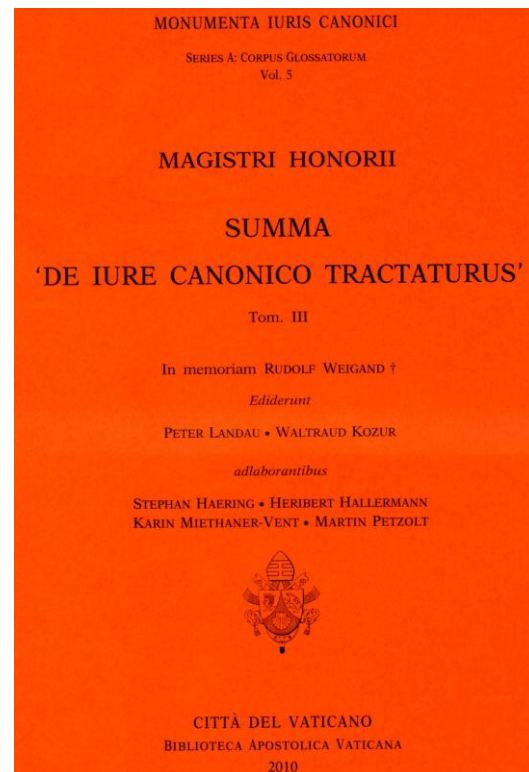 MONUMENTA IURIS CANONICI
SERIES A: CORPUS GLOSSATORUM
Vol. 5
MAGISTRI HONORII
SUMMA
'DE IURE CANONICO TRACTATURUS'
Tom. III
In memoriam RUDOLF WEIGAND †
Ediderunt
PETER LANDAU • WALTRAUD KOZUR
adlaborantibus
STEPHAN HAERING • HERIBERT HALLERMANN
KARIN MIETHANER-VENT • MARTIN PETZOLT
CITTÀ DEL VATICANO
BIBLIOTECA APOSTOLICA VATICANA
2010